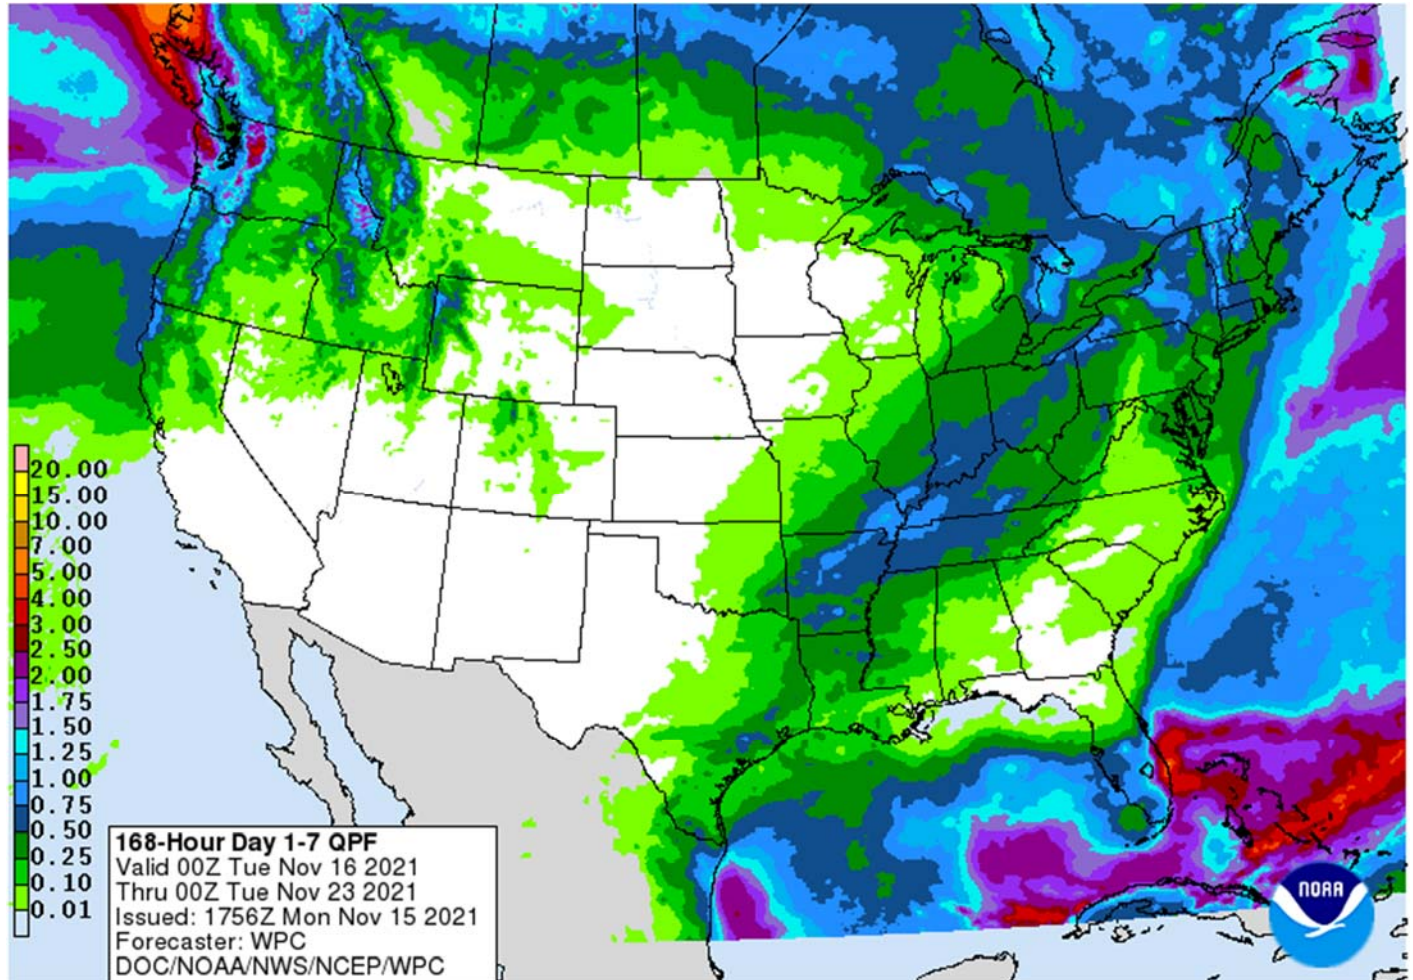 20.00
15.00
10.00
7.00
5.00
4.00
3.00
2.50
2.00
1.75
1.50
1.25
1.00
0.75
0.50
0.25
0.10
0.01
168-Hour Day 1-7 QPF
Valid 00Z Tue Nov 16 2021
Thru 00Z Tue Nov 23 2021
Issued: 1756Z Mon Nov 15 2021
Forecaster: WPC
DOC/NOAA/NWS/NCEP/WPC
NOAA